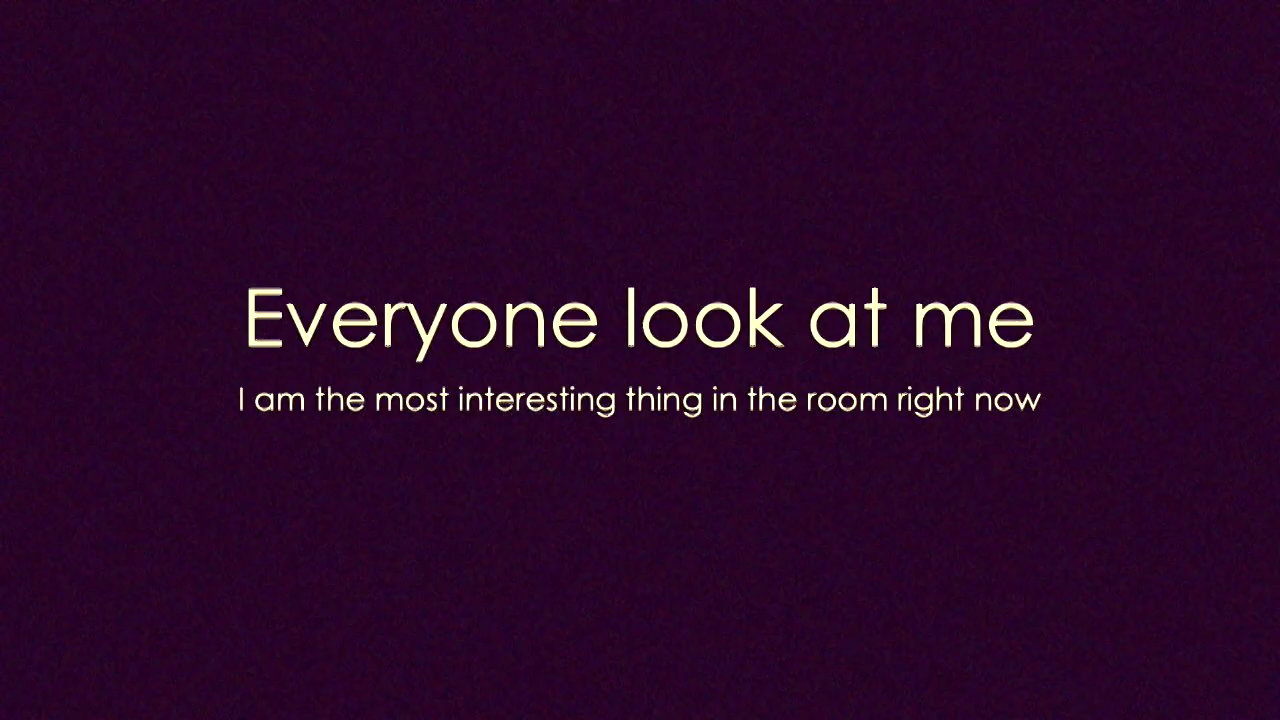 Everyone look at me
I am the most interesting thing in the room right now